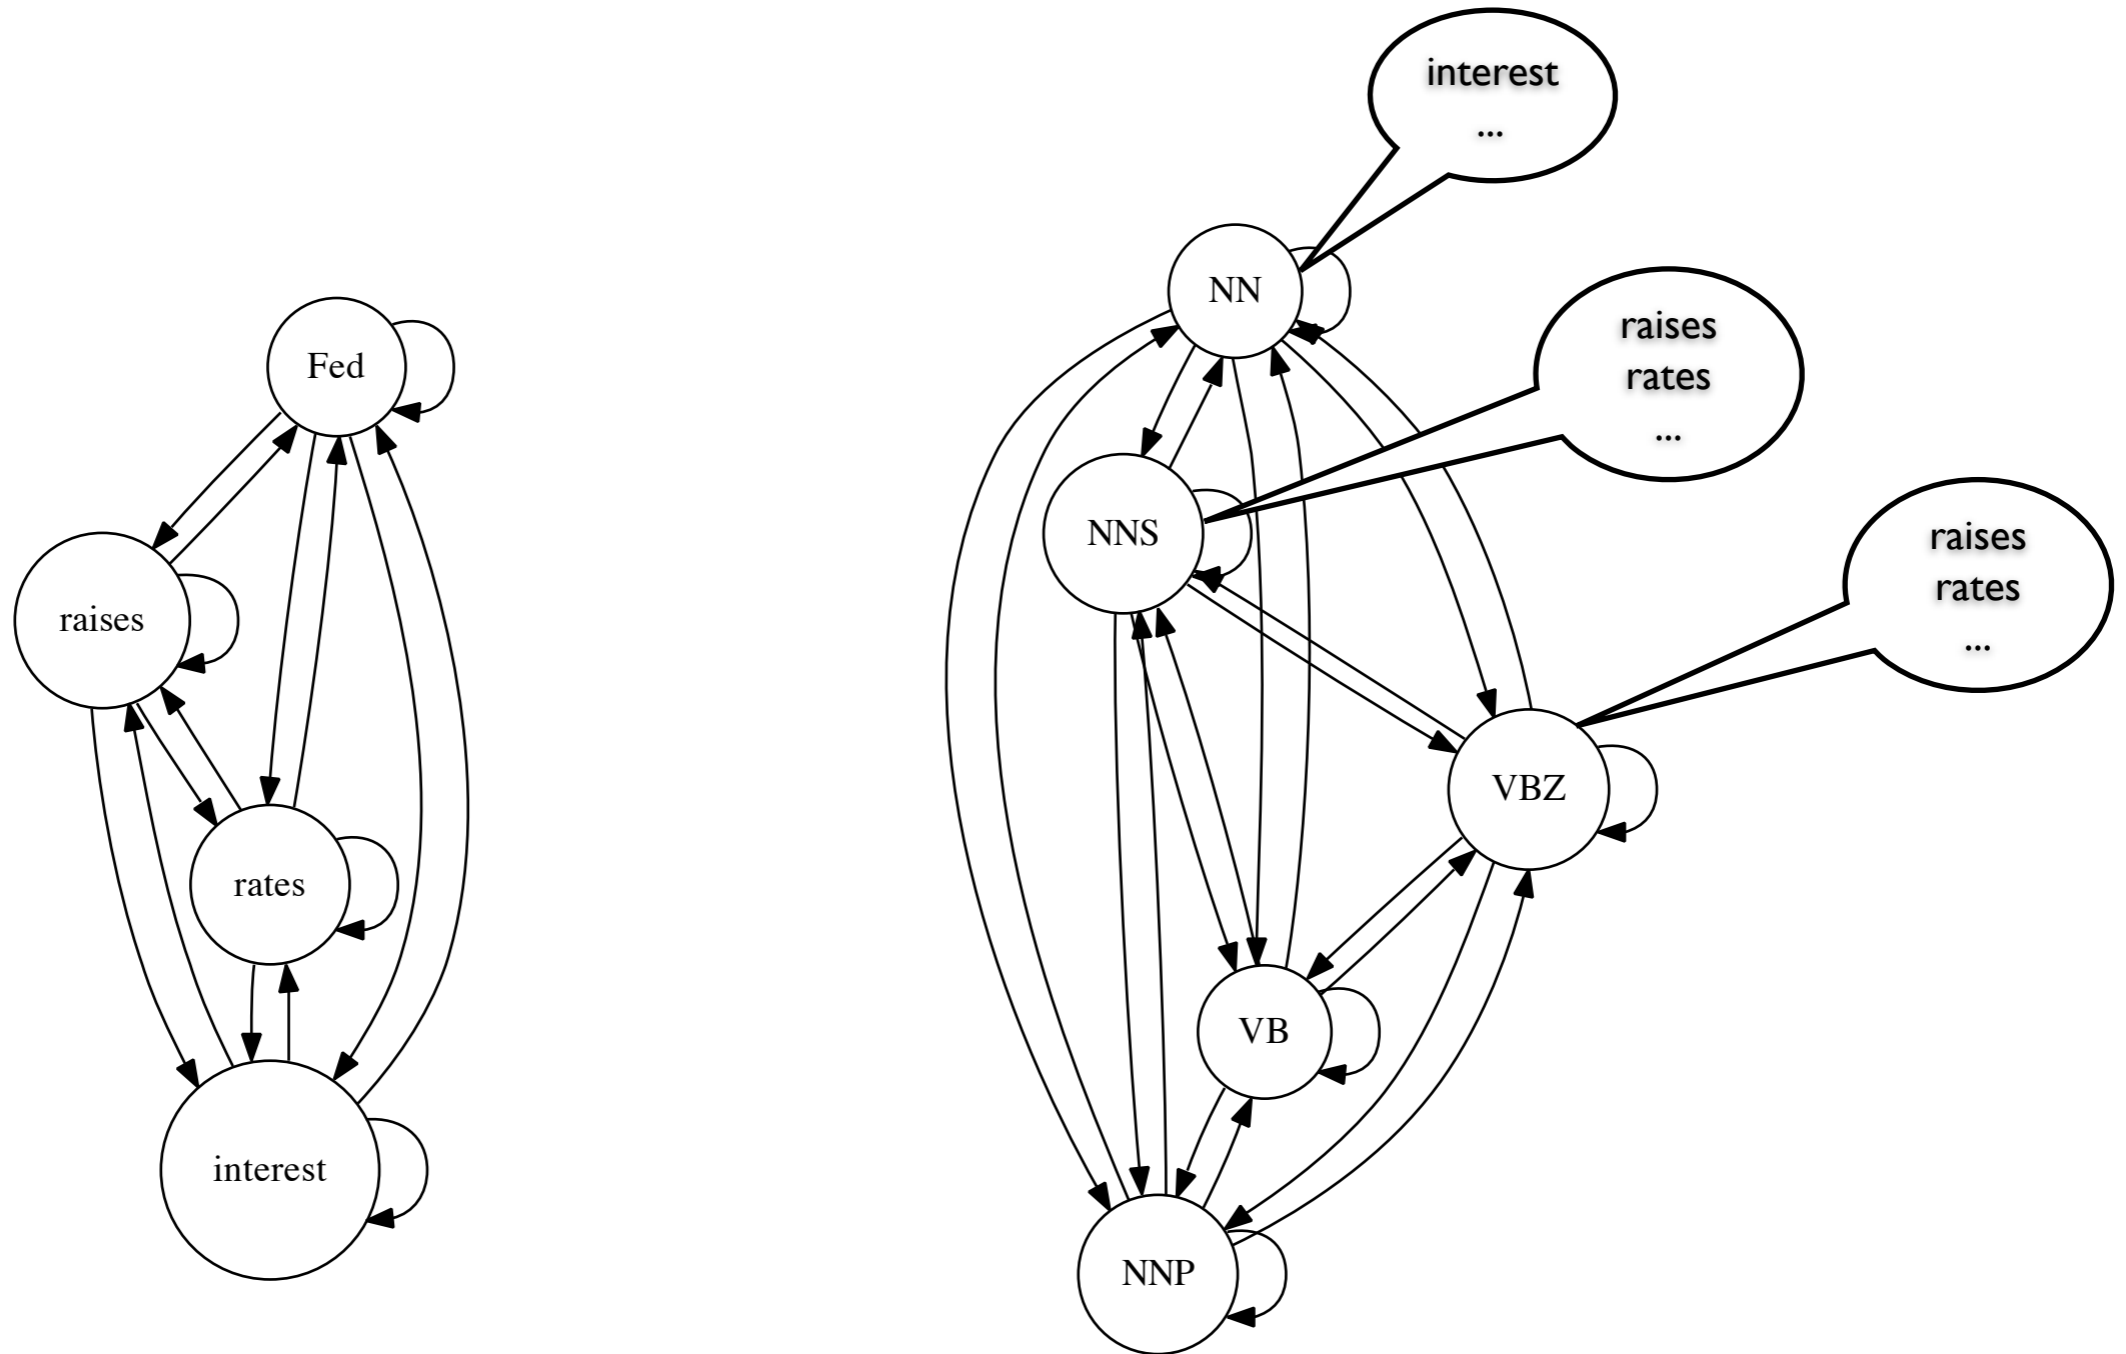 Fed
raises
rates
interest
interest
...
NN
raises
rates
...
NNS
raises
rates
...
VBZ
VB
NNP